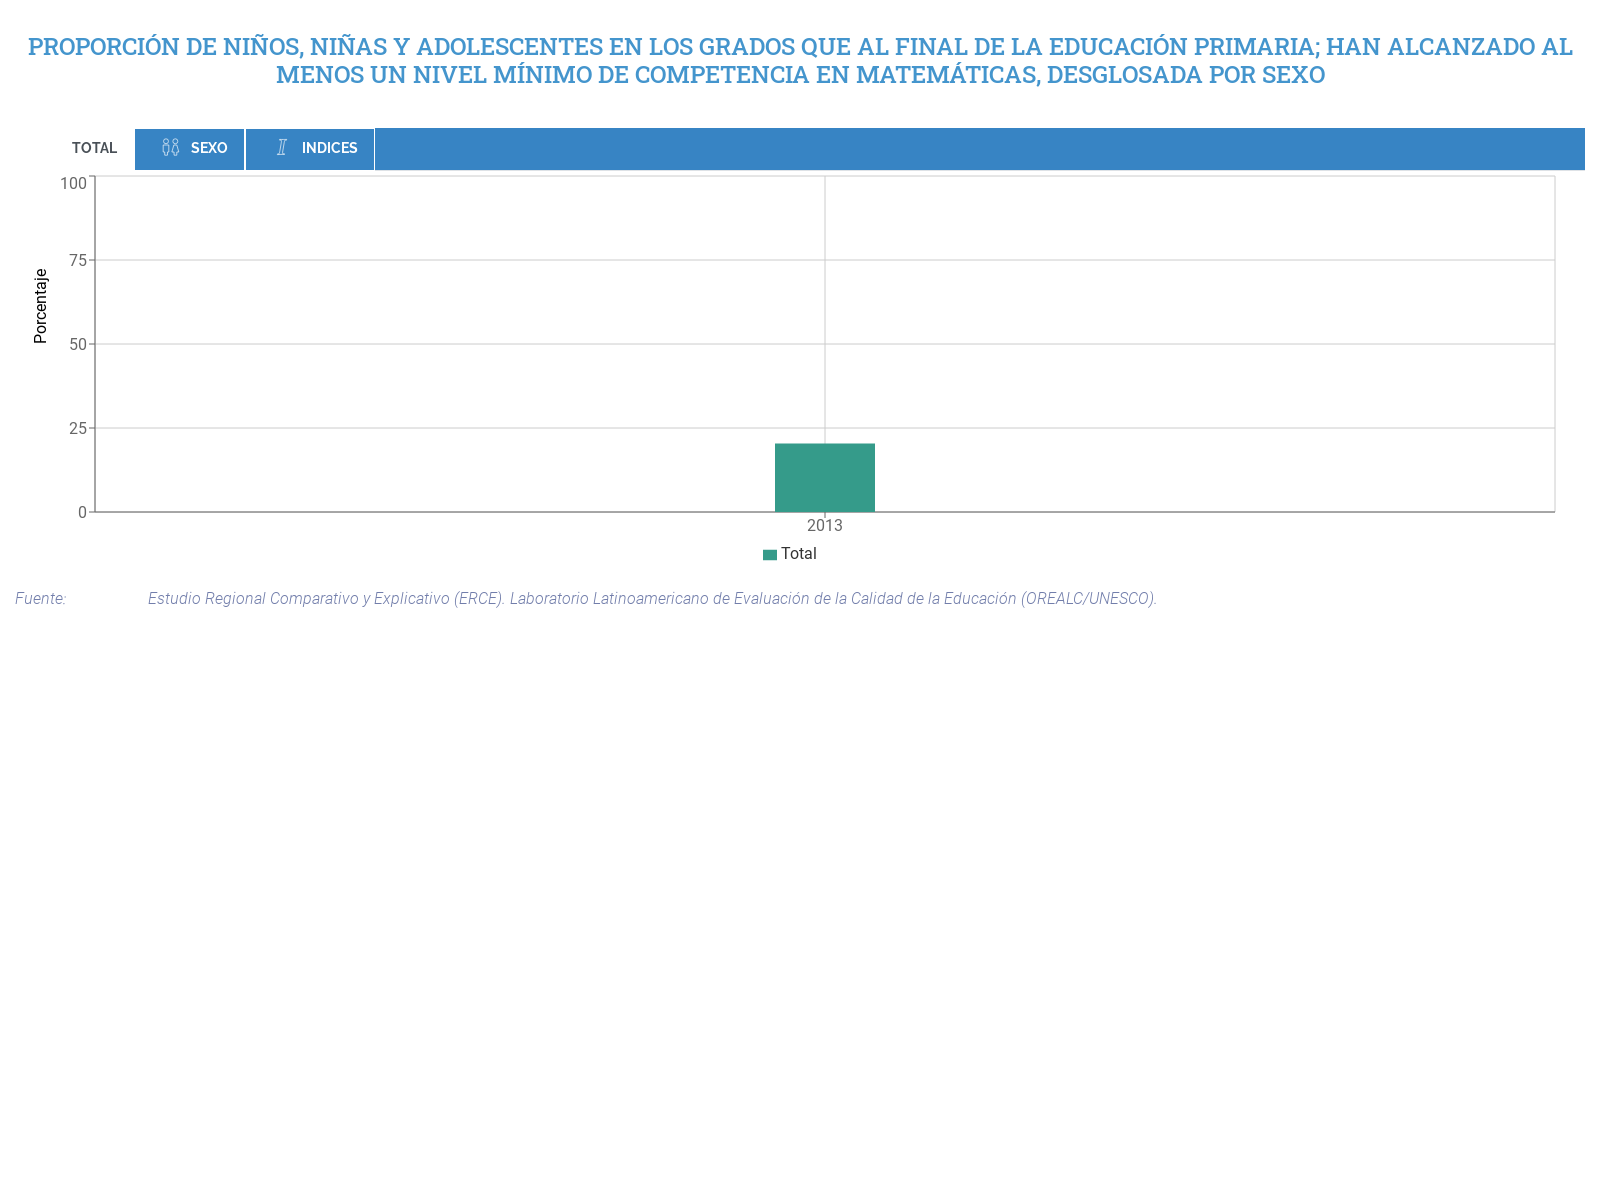 PROPORCIÓN DE NIÑOS, NIÑAS Y ADOLESCENTES EN LOS GRADOS QUE AL FINAL DE LA EDUCACIÓN PRIMARIA; HAN ALCANZADO AL
MENOS UN NIVEL MÍNIMO DE COMPETENCIA EN MATEMÁTICAS, DESGLOSADA POR SEXO
TOTAL SEXO INDICES
100
75
Porcentaje
50
25
0
2013
Total
Fuente: Estudio Regional Comparativo y Explicativo (ERCE). Laboratorio Latinoamericano de Evaluación de la Calidad de la Educación (OREALC/UNESCO).